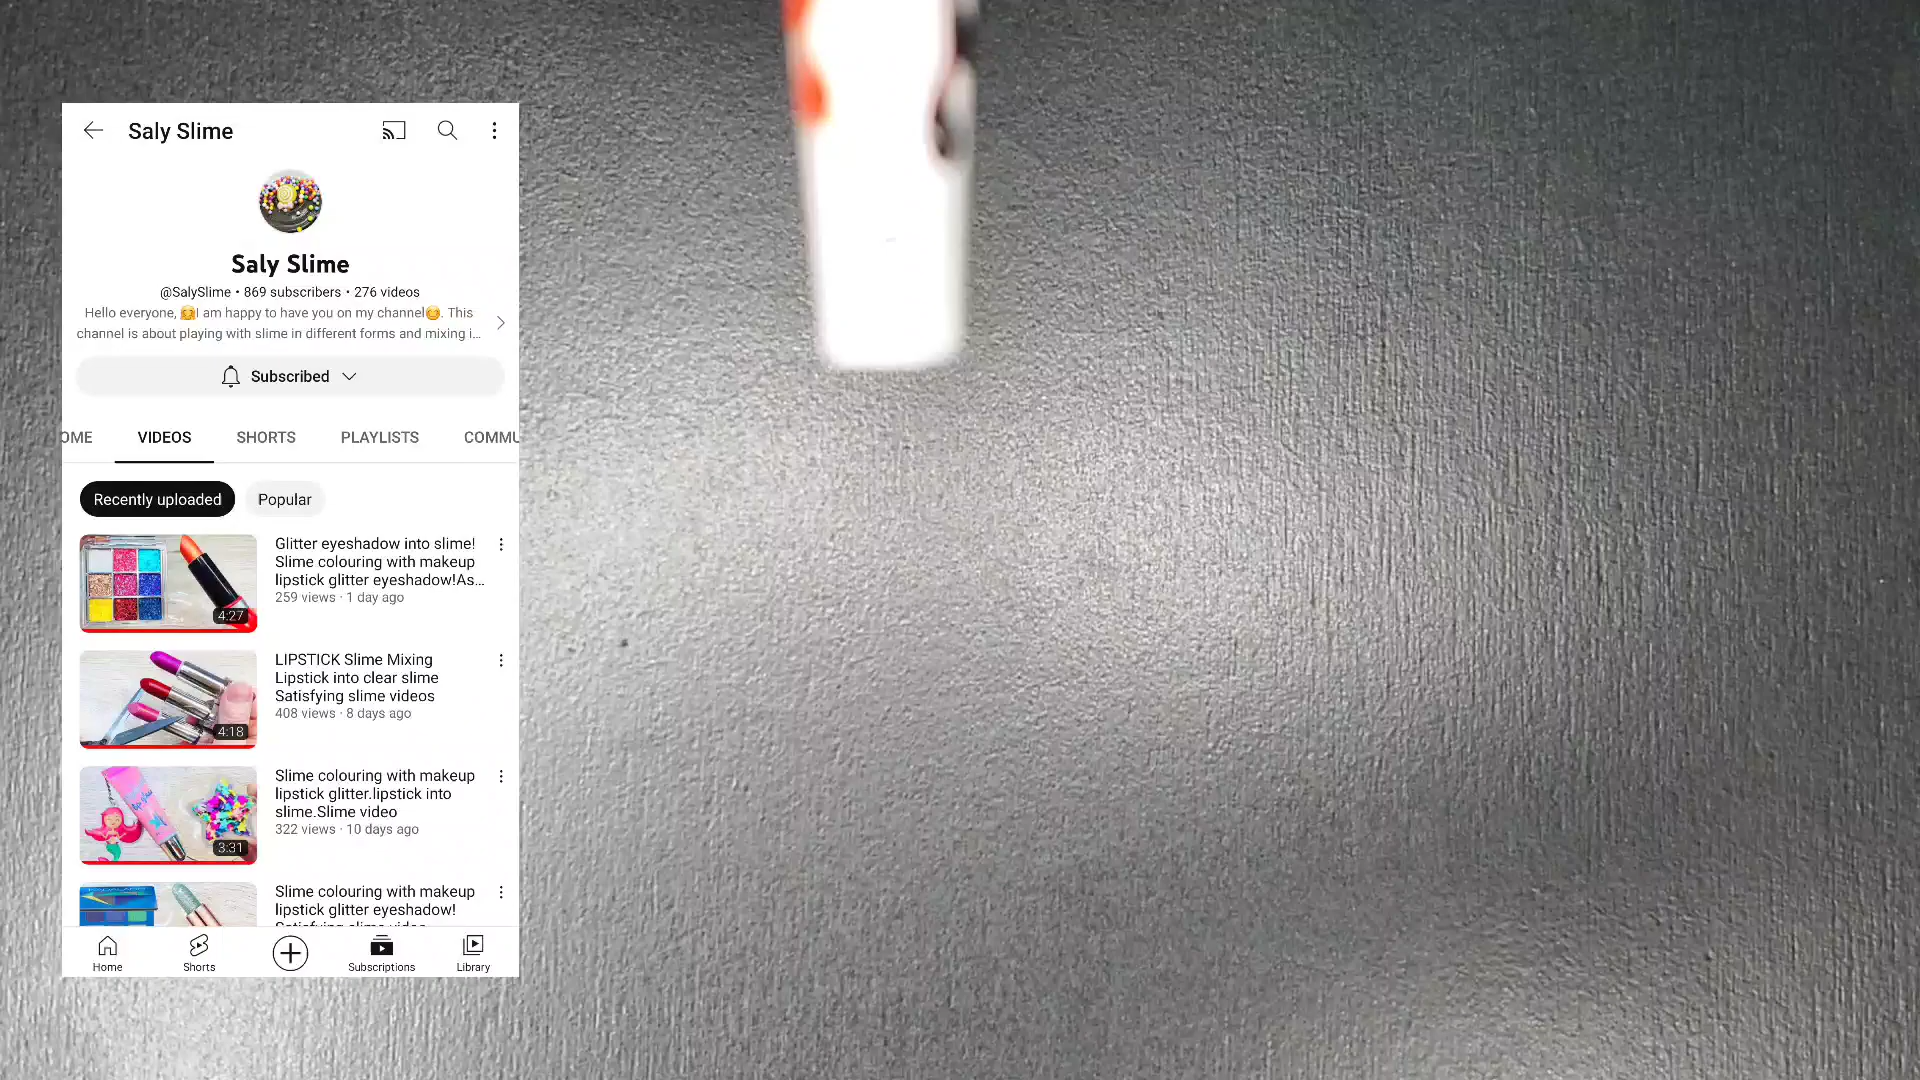 Saly Slime
Saly Slime
@SalySlime • 869 subscribers • 276 videos
Hello everyone, 🤗I am happy to have you on my channel😊. This
channel is about playing with slime in different forms and mixing i...
Subscribed
OME VIDEOS SHORTS PLAYLISTS COMMU
Recently uploaded Popular
Glitter eyeshadow into slime!
Slime colouring with makeup
lipstick glitter eyeshadow!As...
259 views · 1 day ago
4:27
LIPSTICK Slime Mixing
Lipstick into clear slime
Satisfying slime videos
408 views · 8 days ago
4:18
Slime colouring with makeup
lipstick glitter.lipstick into
slime.Slime video
322 views · 10 days ago
3:31
Slime colouring with makeup
lipstick glitter eyeshadow!
Satisfying slime video
Home Shorts Subscriptions Library